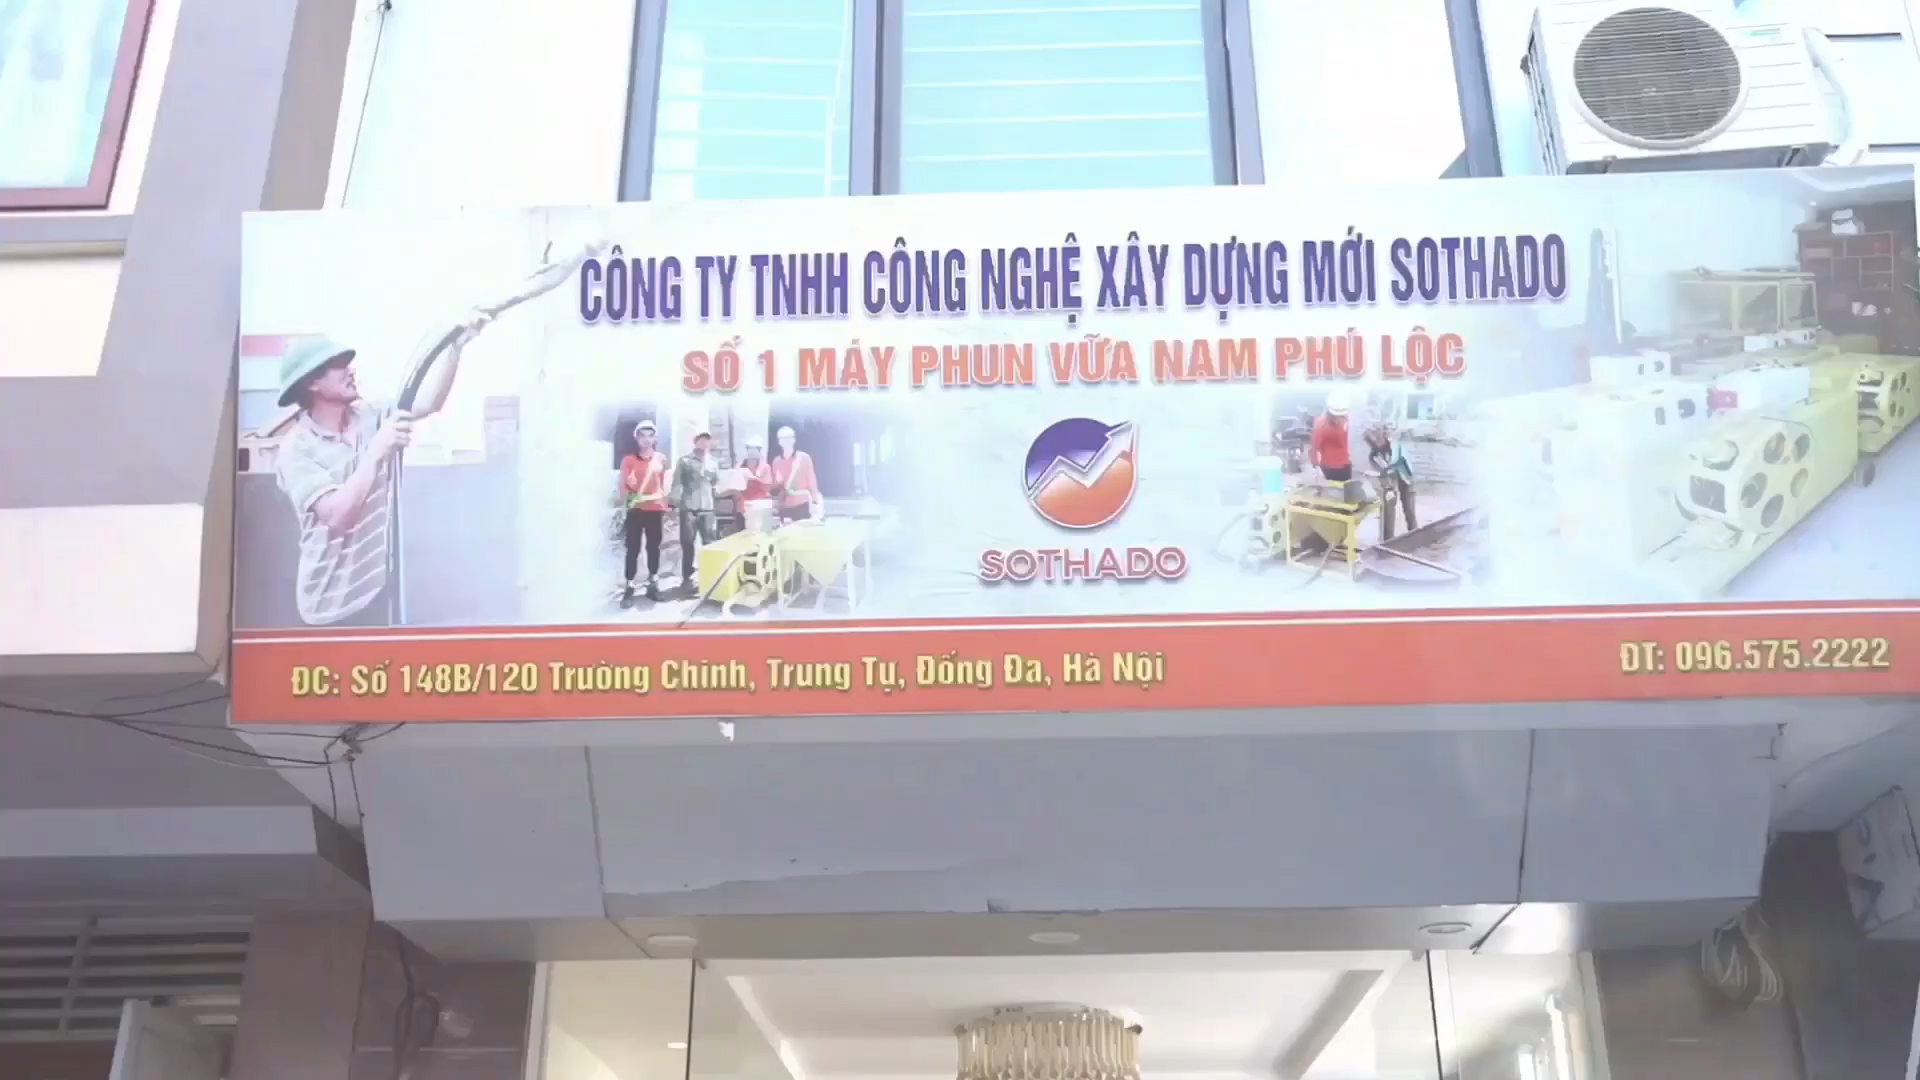 CÔNG TY TNHH CÔNG NGHỆ XÂY DỰNG MỚI SOTHADO
SỐ 1 MÁY PHUN VỮA NAM PHÚ LỘC
SOTHADO
ĐC: Số 148B/120 Trường Chinh, Trung Tự, Đống Đa, Hà Nội
ĐT: 096.575.2222